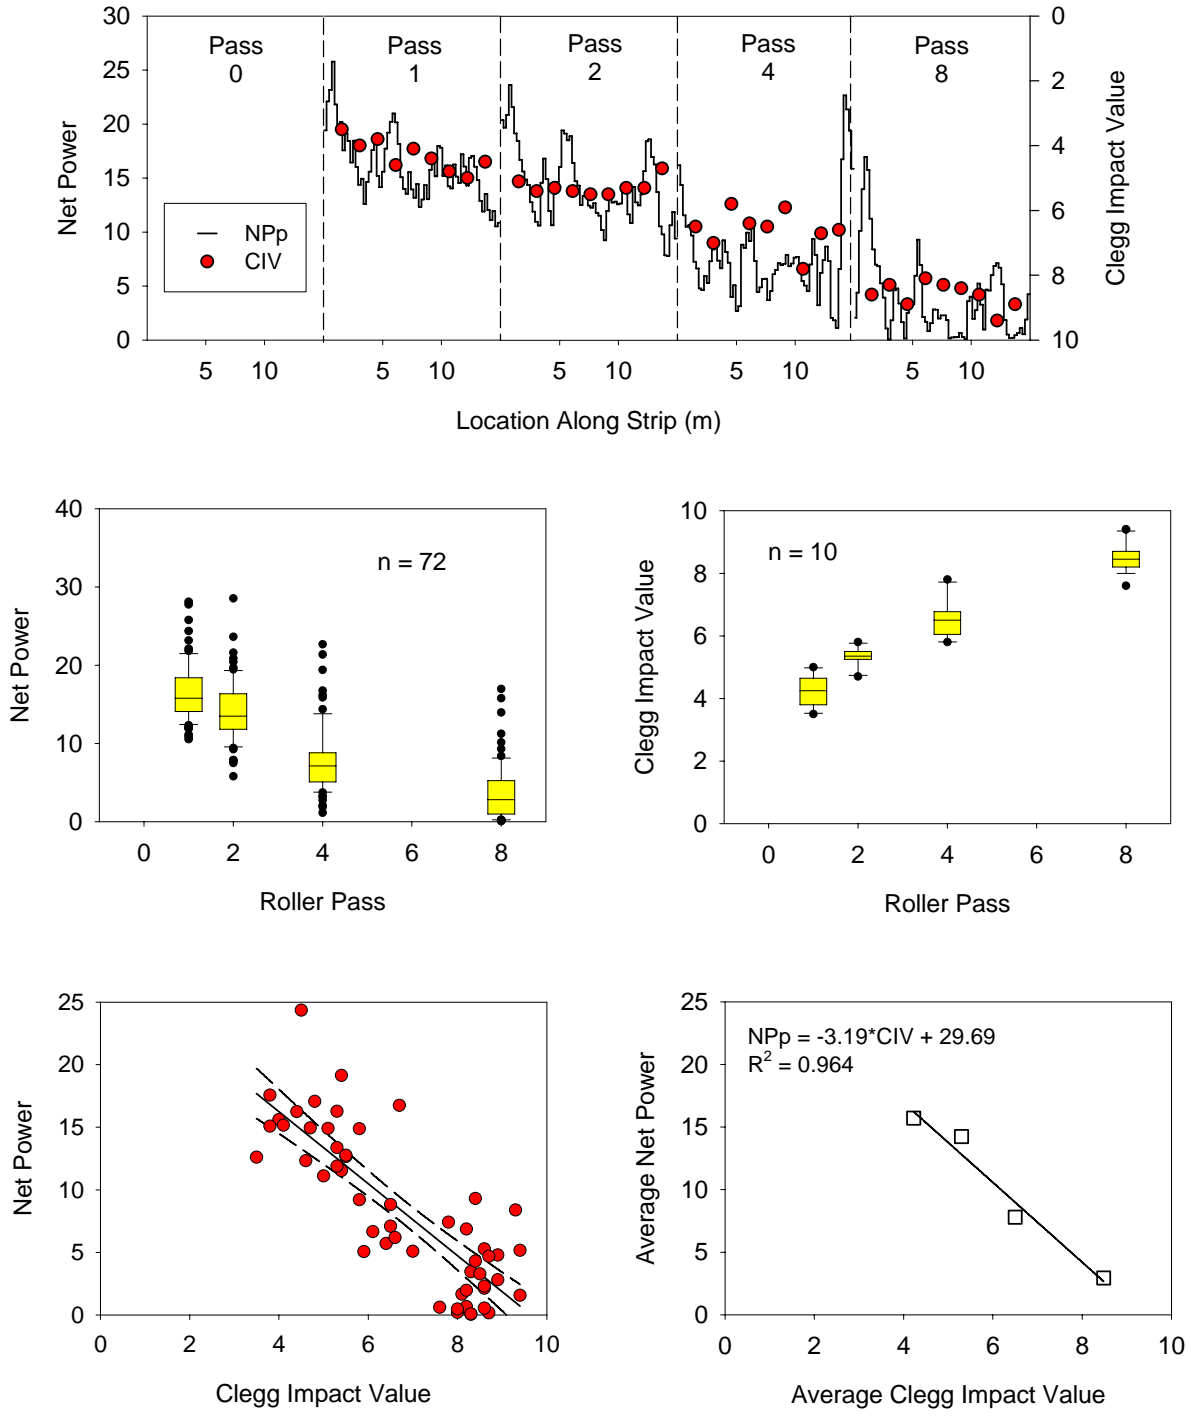 30
25
20
15
10
5
0
Net Power
Pass
0
Pass
1
Pass
2
Pass
4
Pass
8
NPp
CIV
0
2
4
6
8
10
Clegg Impact Value
5 10 5 10 5 10 5 10 5 10
Location Along Strip (m)
40
30
20
10
0
Net Power
n = 72
0 2 4 6 8
Roller Pass
10
8
6
4
2
0
Clegg Impact Value
n = 10
0 2 4 6 8
Roller Pass
25
20
15
10
5
0
Net Power
0 2 4 6 8 10
Clegg Impact Value
25
20
15
10
5
0
Average Net Power
NPp = -3.19*CIV + 29.69
R² = 0.964
0 2 4 6 8 10
Average Clegg Impact Value